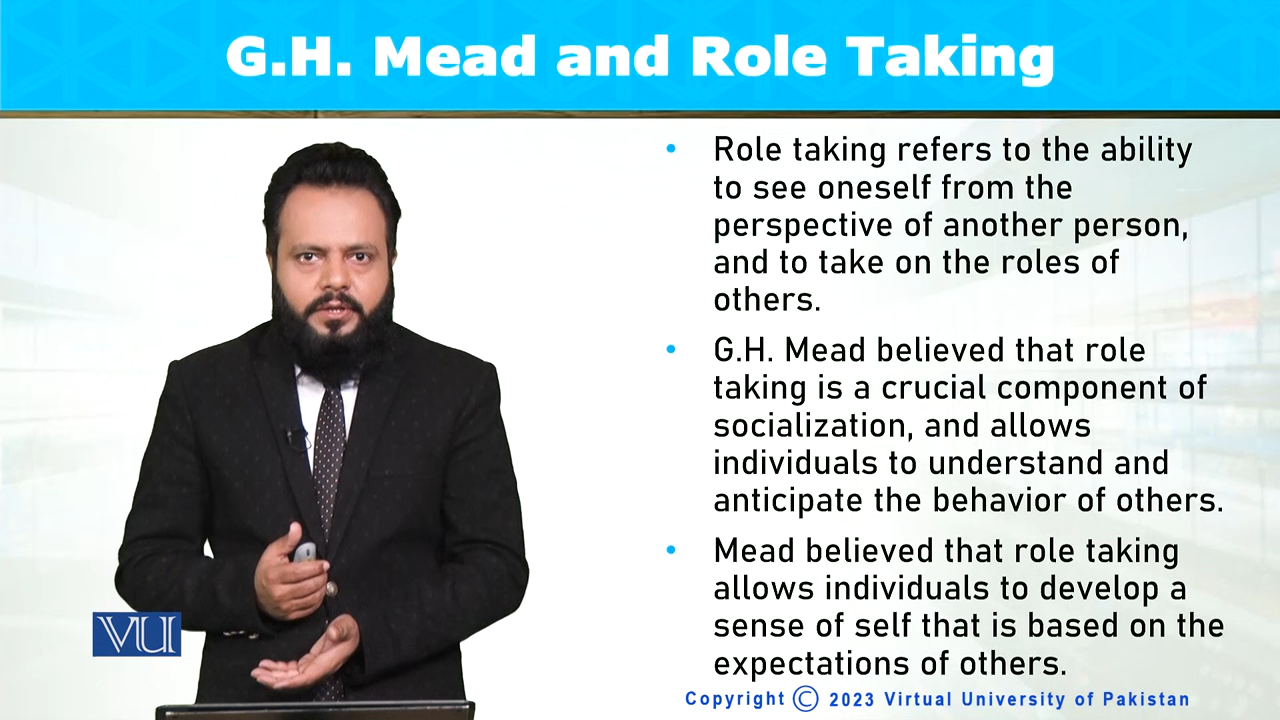 G.H. Mead and Role Taking
• Role taking refers to the ability
to see oneself from the
perspective of another person,
and to take on the roles of
others.
• G.H. Mead believed that role
taking is a crucial component of
socialization, and allows
individuals to understand and
anticipate the behavior of others.
• Mead believed that role taking
allows individuals to develop a
sense of self that is based on the
expectations of others.
VU
Copyright © 2023 Virtual University of Pakistan